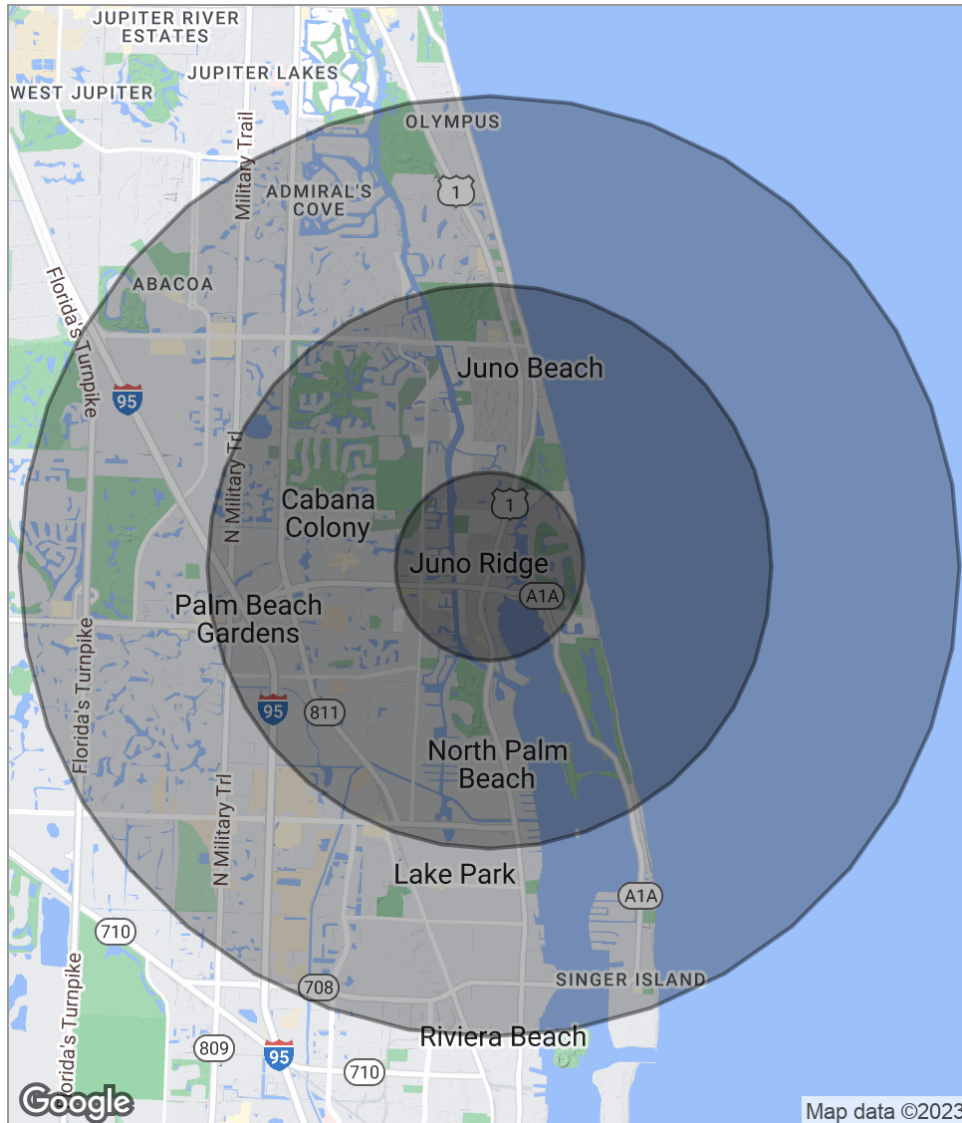 JUPITER RIVER
ESTATES
JUPITER LAKES
WEST JUPITER
OLYMPUS
Military Trail
1
ADMIRAL'S
COVE
ABACOA
Florida's Turnpike
Juno Beach
95
N Military Trl
Cabana
Colony
1
Juno Ridge
A1A
Palm Beach
Gardens
Florida's Turnpike
95
811
North Palm
Beach
N Military Trl
Lake Park
A1A
710
708
SINGER ISLAND
Florida's Turnpike
Riviera Beach
809
95
710
Google
Map data ©2023